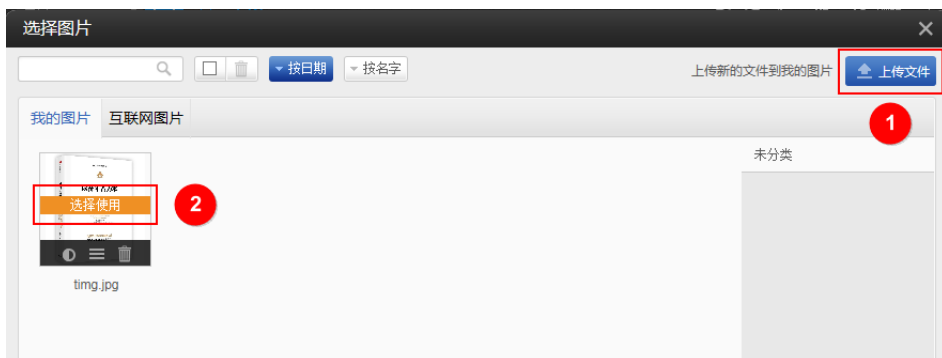 选择图片
按日期
按名字
上传新的文件到我的图片
上传文件
1
我的图片
互联网图片
未分类
选择使用
2
timg.jpg